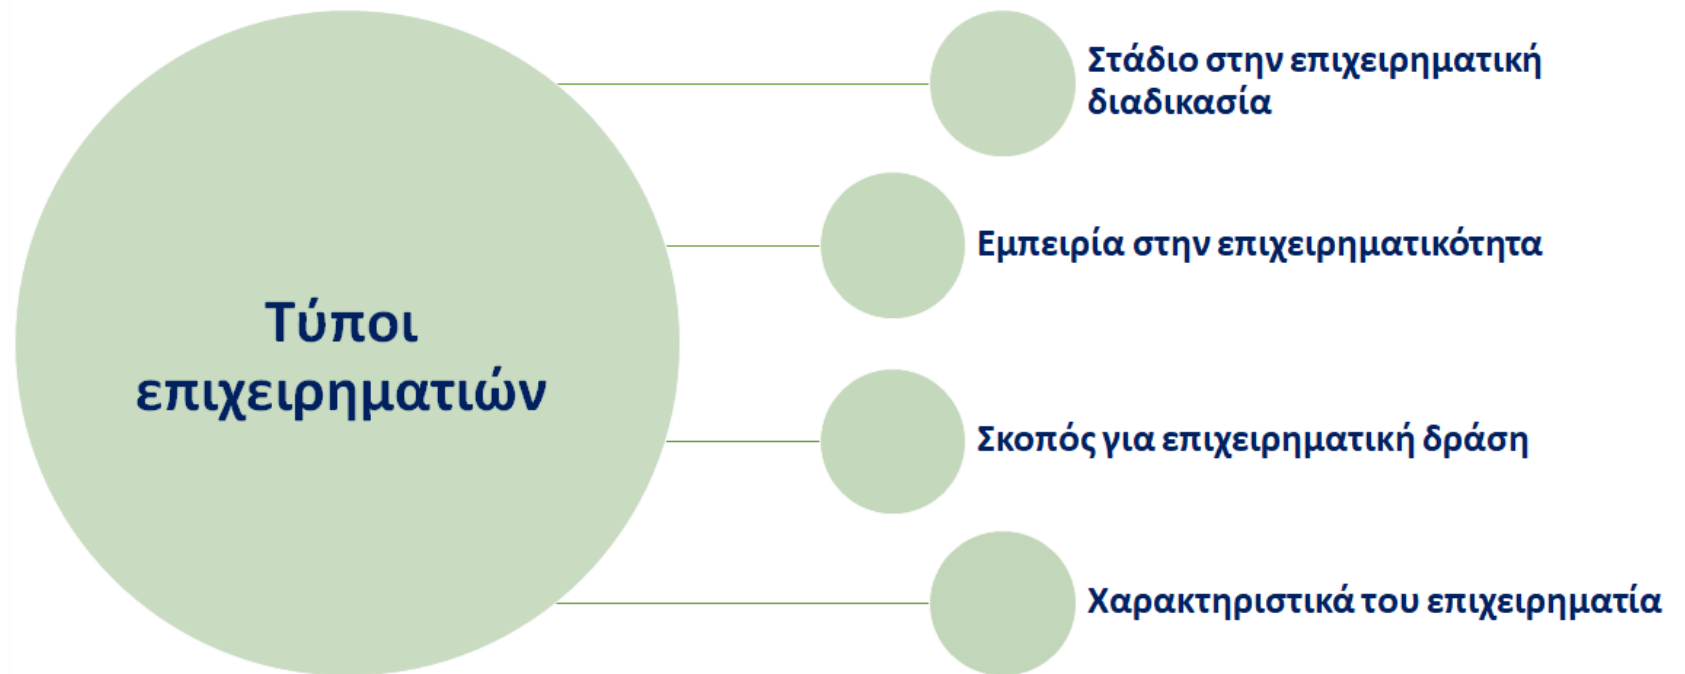 Τύποι
επιχειρηματιών
Στάδιο στην επιχειρηματική
διαδικασία
Εμπειρία στην επιχειρηματικότητα
Σκοπός για επιχειρηματική δράση
Χαρακτηριστικά του επιχειρηματία